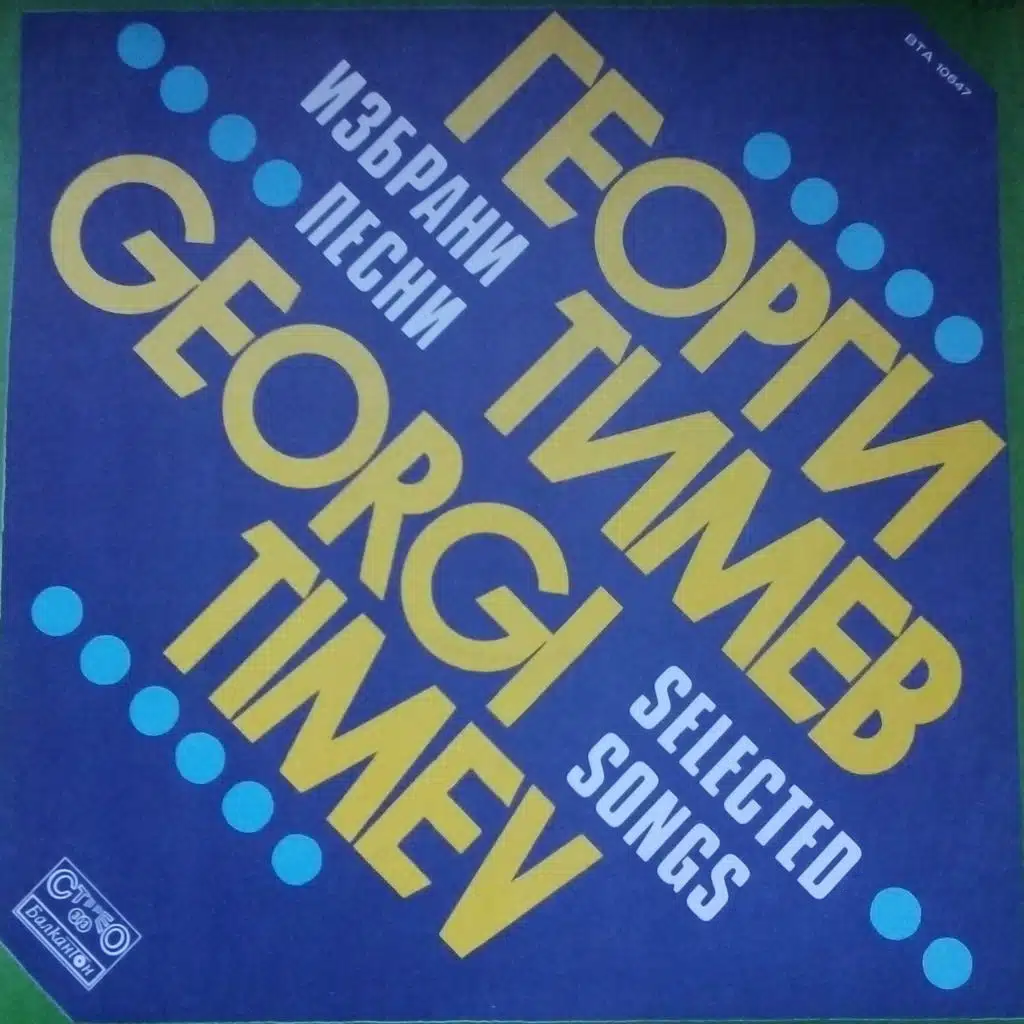 ВТА 10647
ГЕОРГИ
ТИМЕВ
ИЗБРАНИ
ПЕСНИ
GEORGI
TIMEV
SELECTED
SONGS
СТЕРЕО
Балкантон